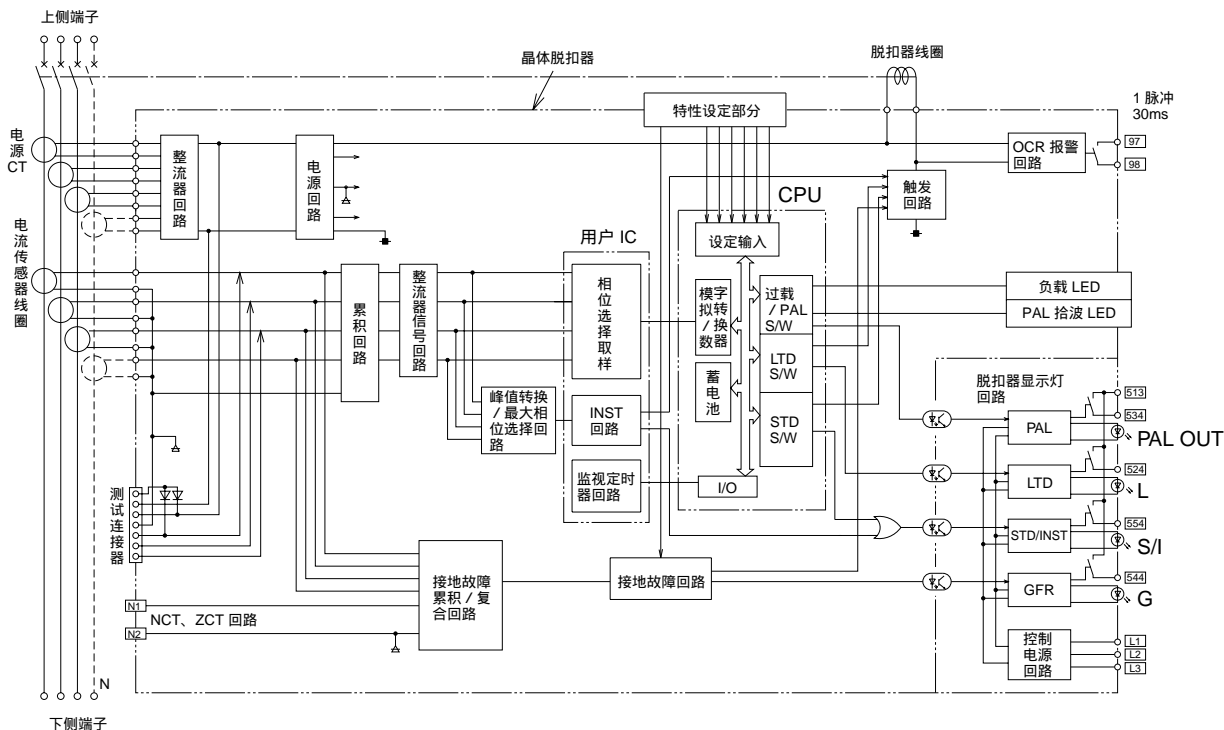 上侧端子
晶体脱扣器
脱扣器线圈
1 脉冲
30ms
特性设定部分
电源
CT
整流器回路
电源回路
OCR 报警
回路
97
98
触发
回路
CPU
设定输入
用户 IC
电流传感器线圈
累积回路
整流器信号回路
相位选择取样
模字
拟转
/ 换
数器
过载
/ PAL
S/W
负载 LED
PAL 拾波 LED
LTD
S/W
蓄电池
STD
S/W
峰值转换
/ 最大相
位选择回
路
INST
回路
监视定时
器回路
I/O
脱扣器显示灯
回路
513
534
PAL
PAL OUT
524
LTD
L
554
STD/INST
S/I
544
GFR
G
测试连接器
接地故障
累积 / 复
合回路
接地故障回路
N1
NCT、ZCT 回路
N2
控制
电源
回路
L1
L2
L3
N
下侧端子